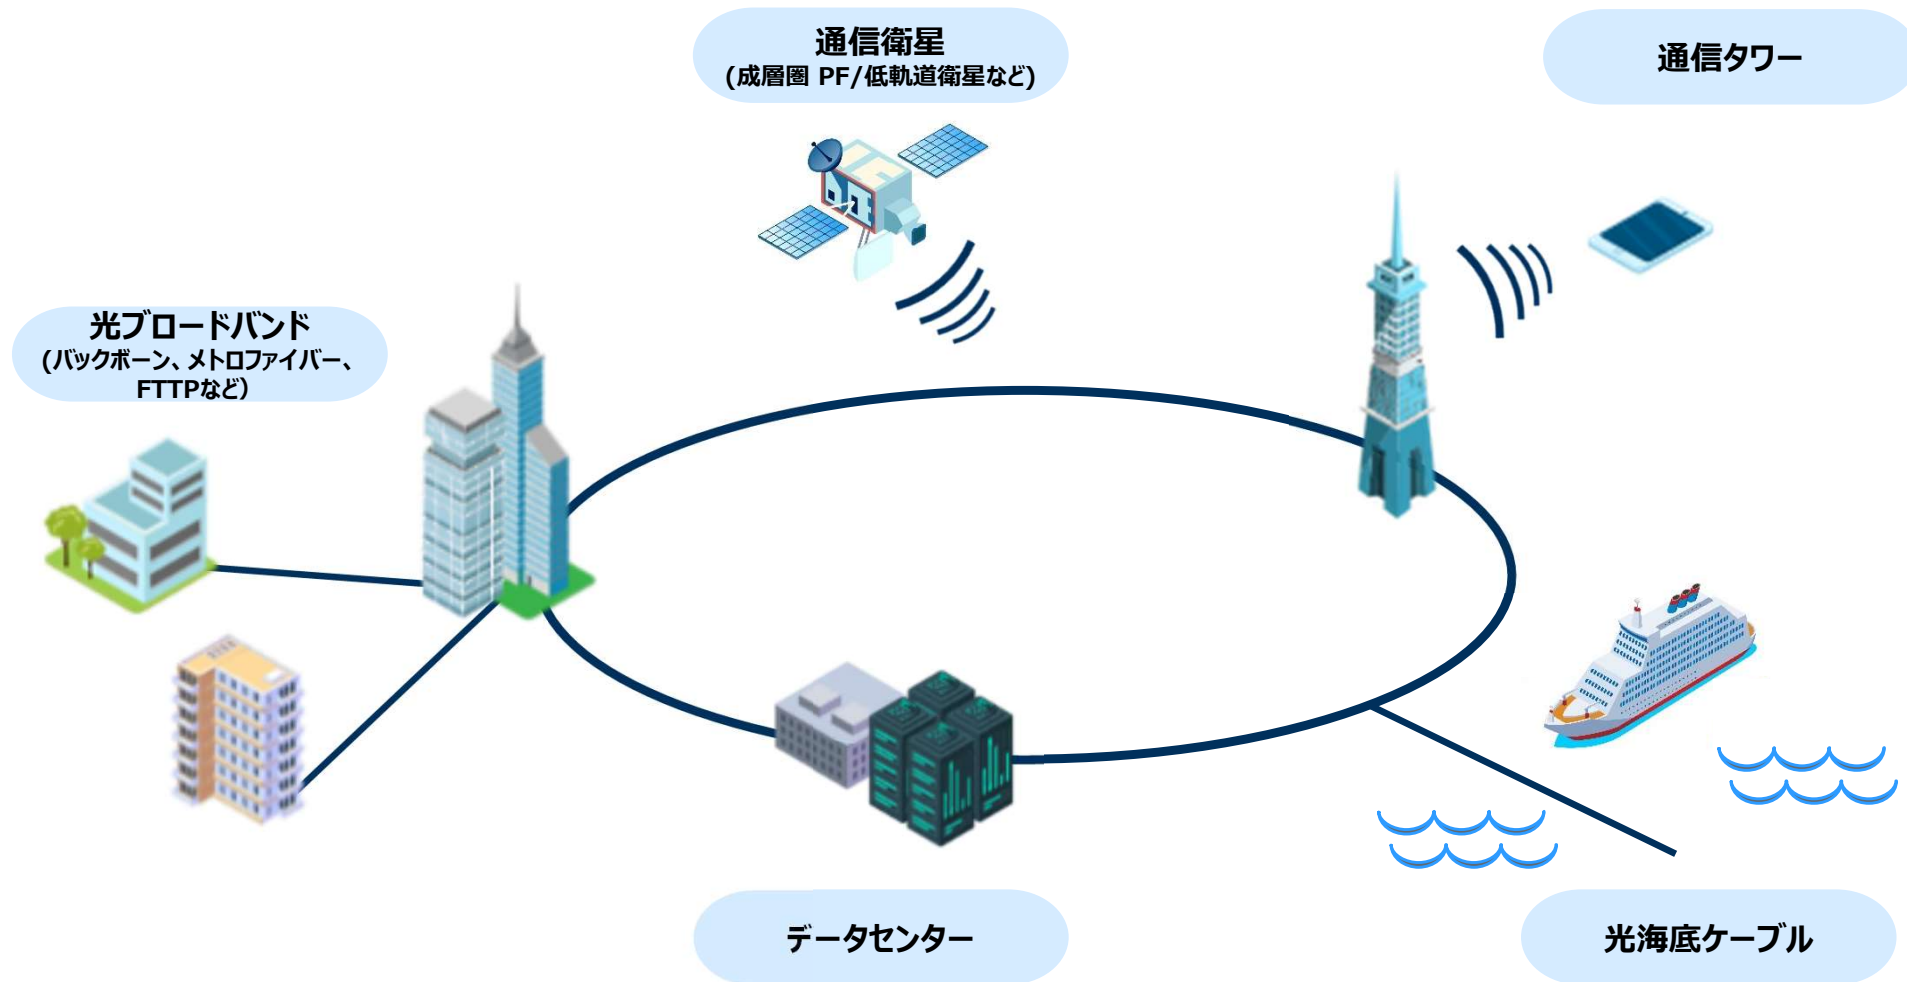 通信衛星
(成層圏 PF/低軌道衛星など)
通信タワー
光ブロードバンド
(バックボーン、メトロファイバー、
FTTPなど)
データセンター
光海底ケーブル